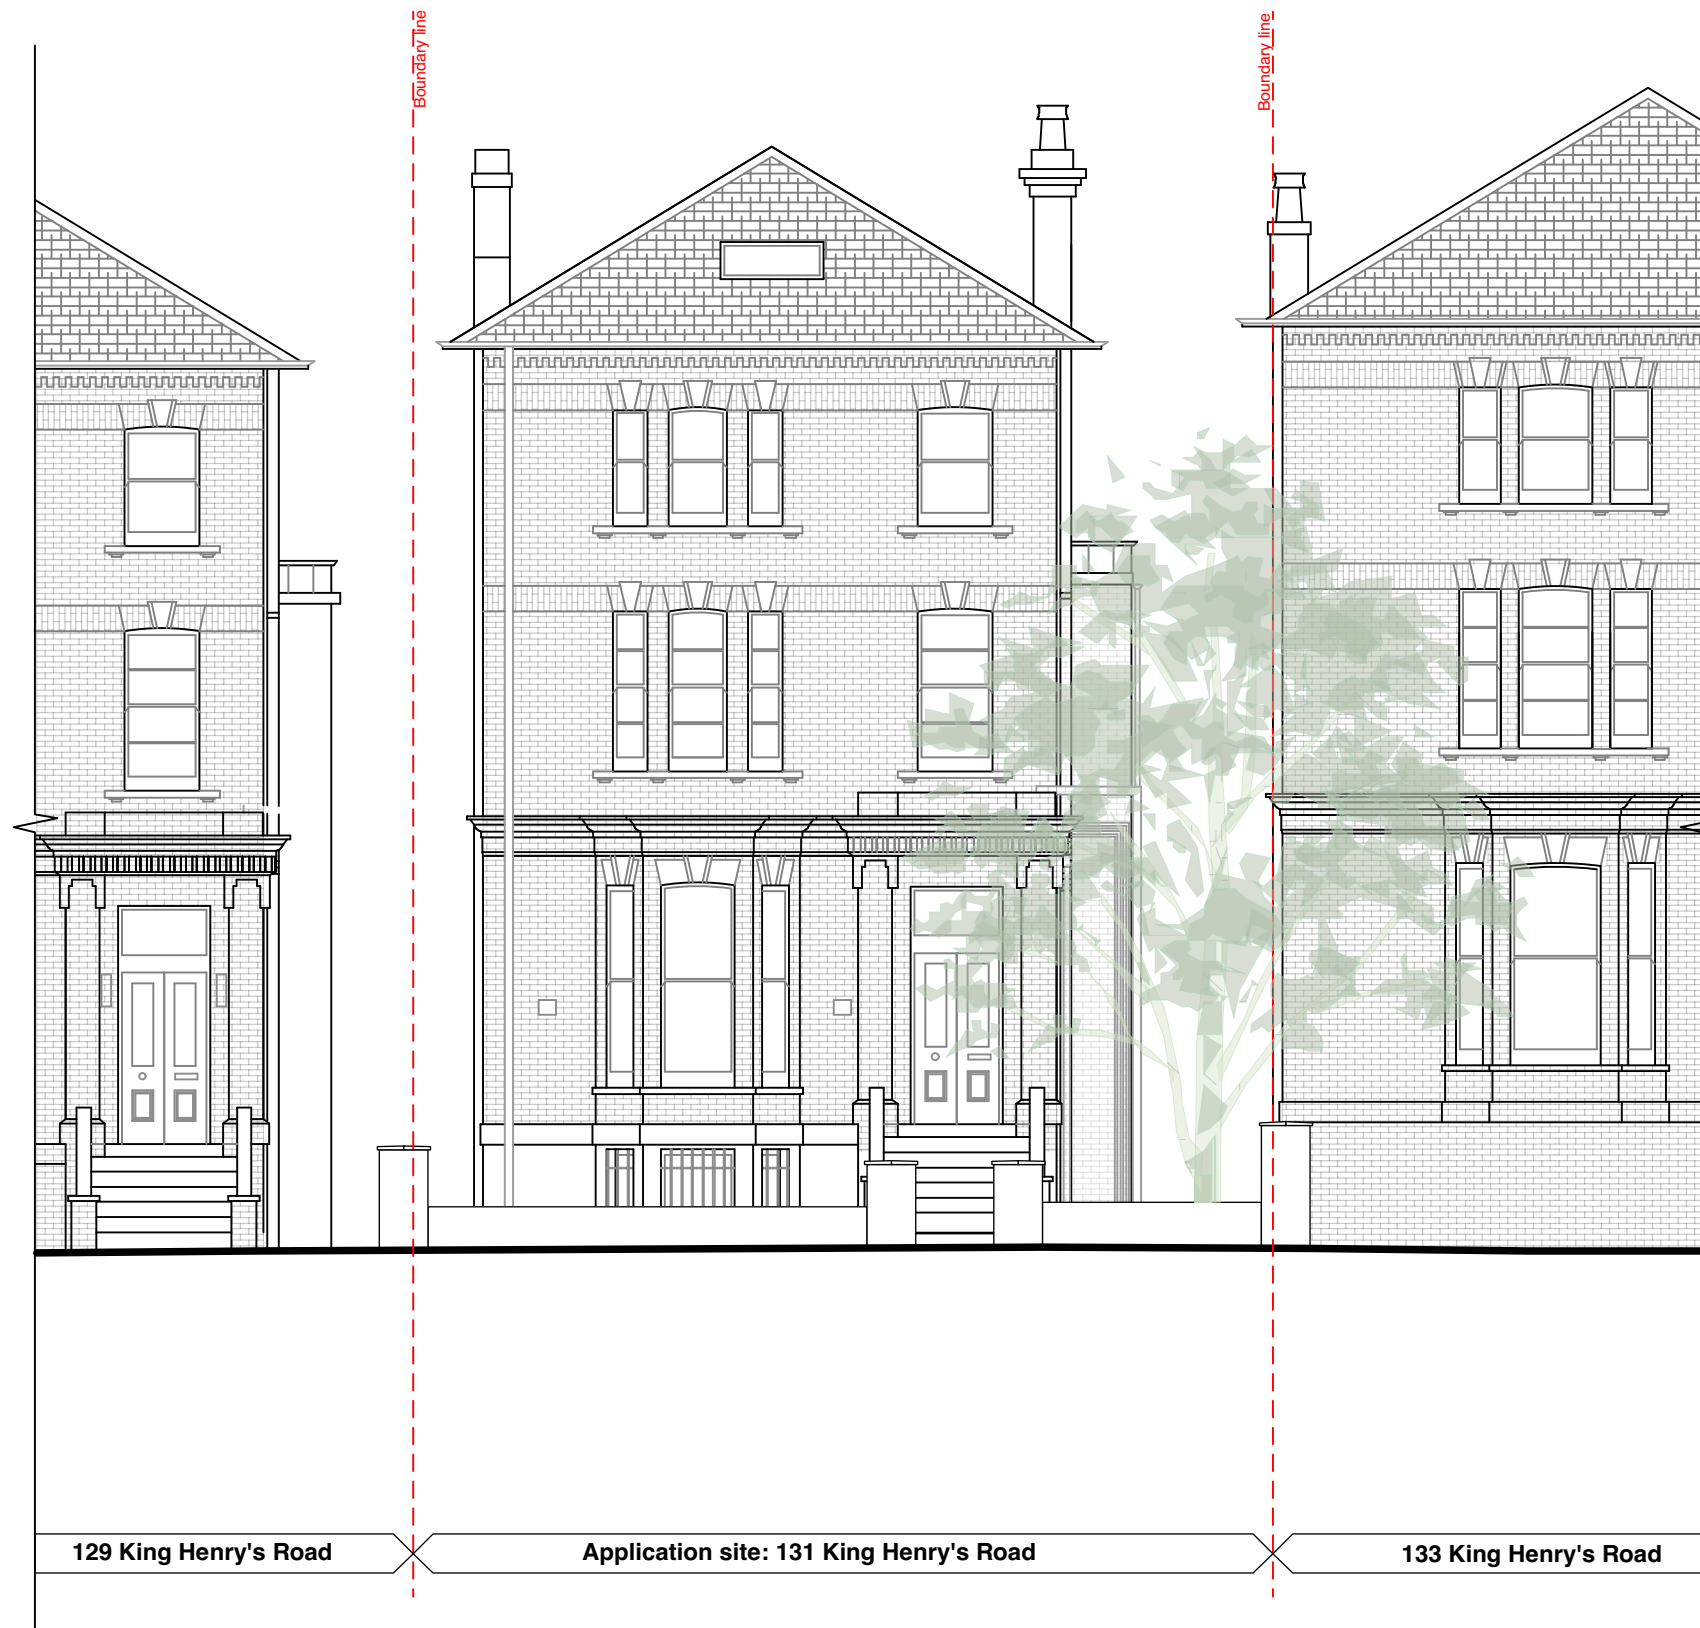 Boundary line
Boundary line
129 King Henry's Road
Application site: 131 King Henry's Road
133 King Henry's Road